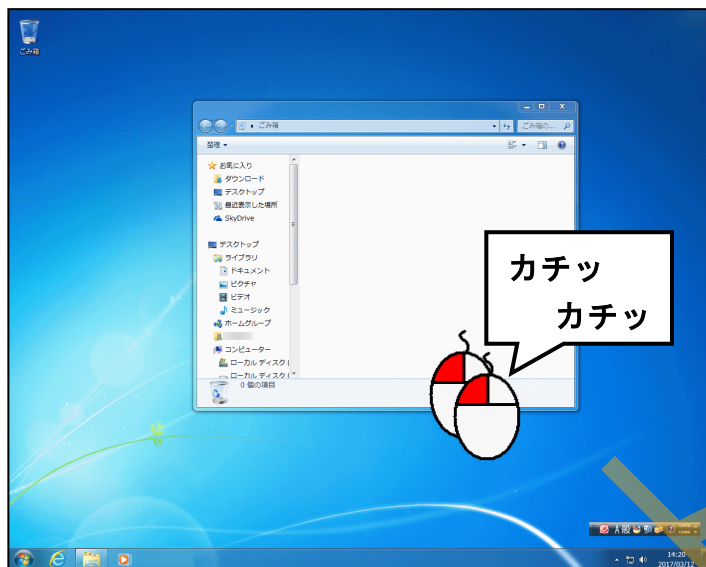 ごみ箱
ごみ箱
ごみ箱の...
整理
お気に入り
ダウンロード
デスクトップ
最近表示した場所
SkyDrive
デスクトップ
ライブラリ
ドキュメント
ピクチャ
ビデオ
ミュージック
ホームグループ
コンピューター
ローカル ディスク (
ローカル ディスク (
0 個の項目
カチッ
カチッ
A 般
14:20
2017/03/12